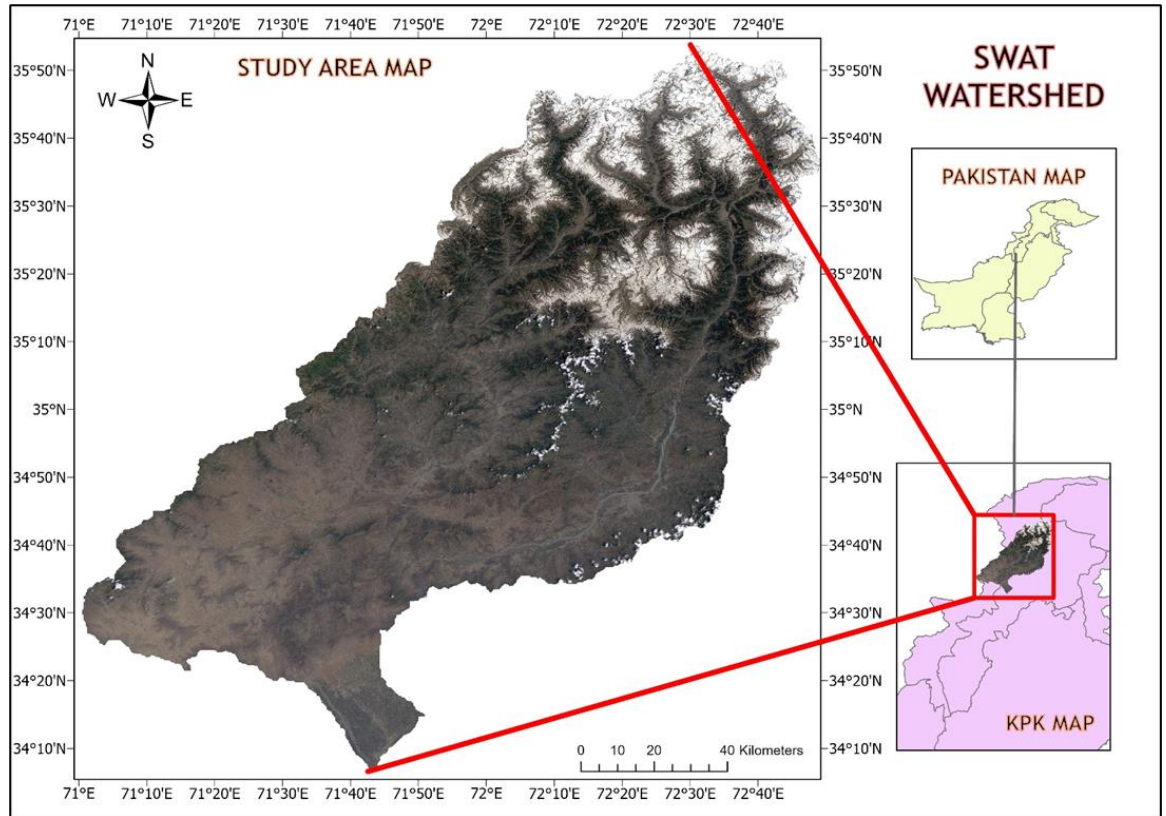 71°E 71°10'E 71°20'E 71°30'E 71°40'E 71°50'E 72°E 72°10'E 72°20'E 72°30'E 72°40'E
STUDY AREA MAP
N
W E
S
SWAT
WATERSHED
PAKISTAN MAP
KPK MAP
35°50'N 35°50'N
35°40'N 35°40'N
35°30'N 35°30'N
35°20'N 35°20'N
35°10'N 35°10'N
35°N 35°N
34°50'N 34°50'N
34°40'N 34°40'N
34°30'N 34°30'N
34°20'N 34°20'N
34°10'N 34°10'N
0 10 20 40 Kilometers
71°E 71°10'E 71°20'E 71°30'E 71°40'E 71°50'E 72°E 72°10'E 72°20'E 72°30'E 72°40'E